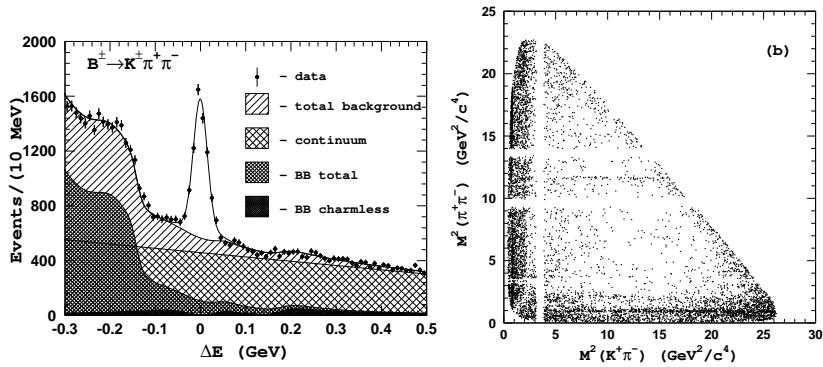 B±→K±π+π−
– data
– total background
– continuum
– BB total
– BB charmless
Events/(10 MeV)
2000
1600
1200
800
400
0
-0.3 -0.2 -0.1 0 0.1 0.2 0.3 0.4 0.5
ΔE (GeV)
(b)
M²(π+π−) (GeV²/c⁴)
25
20
15
10
5
0
0 5 10 15 20 25 30
M²(K+π−) (GeV²/c⁴)